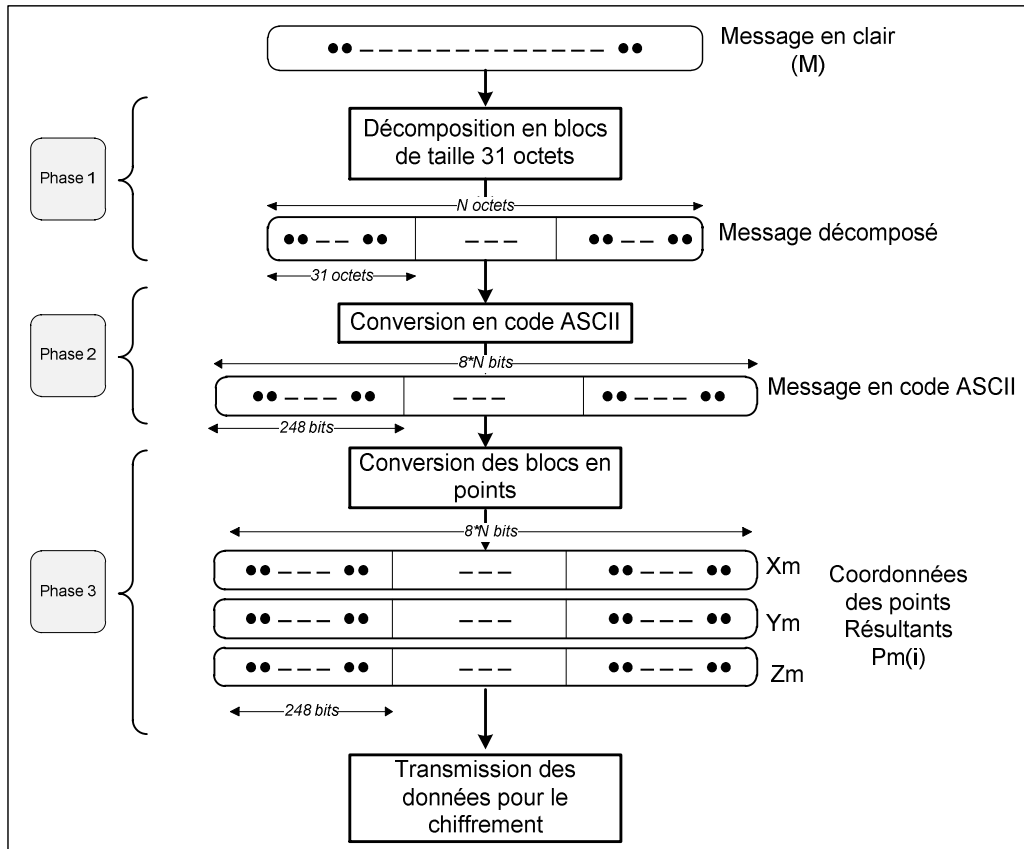 Message en clair
(M)
Décomposition en blocs
de taille 31 octets
Phase 1
N octets
Message décomposé
31 octets
Conversion en code ASCII
Phase 2
8*N bits
Message en code ASCII
248 bits
Conversion des blocs en
points
8*N bits
Xm
Phase 3
Coordonnées
des points
Résultants
Pm(i)
Ym
Zm
248 bits
Transmission des
données pour le
chiffrement